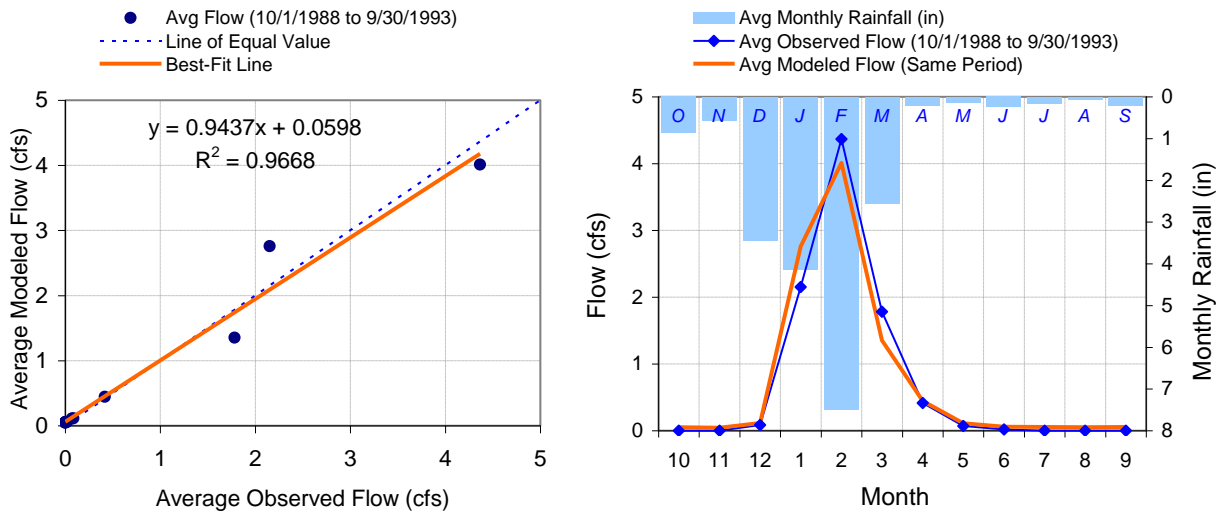 Avg Flow (10/1/1988 to 9/30/1993)
Line of Equal Value
Best-Fit Line
y = 0.9437x + 0.0598
R² = 0.9668
5
4
3
2
1
0
0 1 2 3 4 5
Average Modeled Flow (cfs)
Average Observed Flow (cfs)
Avg Monthly Rainfall (in)
Avg Observed Flow (10/1/1988 to 9/30/1993)
Avg Modeled Flow (Same Period)
O N D J F M A M J J A S
5
4
3
2
1
0
Flow (cfs)
0
1
2
3
4
5
6
7
8
Monthly Rainfall (in)
10 11 12 1 2 3 4 5 6 7 8 9
Month